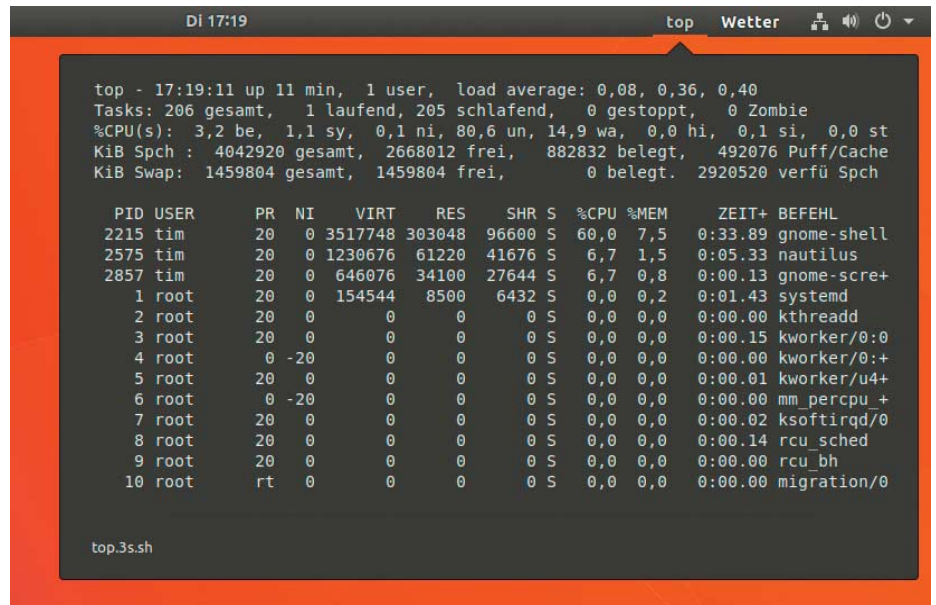 Di 17:19 top Wetter
top - 17:19:11 up 11 min, 1 user, load average: 0,08, 0,36, 0,40
Tasks: 206 gesamt, 1 laufend, 205 schlafend, 0 gestoppt, 0 Zombie
%CPU(s): 3,2 be, 1,1 sy, 0,1 ni, 80,6 un, 14,9 wa, 0,0 hi, 0,1 si, 0,0 st
KiB Spch : 4042920 gesamt, 2668012 frei, 882832 belegt, 492076 Puff/Cache
KiB Swap: 1459804 gesamt, 1459804 frei, 0 belegt. 2920520 verfü Spch
PID USER PR NI VIRT RES SHR S %CPU %MEM ZEIT+ BEFEHL
2215 tim 20 0 3517748 303048 96600 S 60,0 7,5 0:33.89 gnome-shell
2575 tim 20 0 1230676 61220 41676 S 6,7 1,5 0:05.33 nautilus
2857 tim 20 0 646076 34100 27644 S 6,7 0,8 0:00.13 gnome-scre+
1 root 20 0 154544 8500 6432 S 0,0 0,2 0:01.43 systemd
2 root 20 0 0 0 0 S 0,0 0,0 0:00.00 kthreadd
3 root 20 0 0 0 0 S 0,0 0,0 0:00.15 kworker/0:0
4 root 0 -20 0 0 0 S 0,0 0,0 0:00.00 kworker/0:+
5 root 20 0 0 0 0 S 0,0 0,0 0:00.01 kworker/u4+
6 root 0 -20 0 0 0 S 0,0 0,0 0:00.00 mm_percpu_+
7 root 20 0 0 0 0 S 0,0 0,0 0:00.02 ksoftirqd/0
8 root 20 0 0 0 0 S 0,0 0,0 0:00.14 rcu_sched
9 root 20 0 0 0 0 S 0,0 0,0 0:00.00 rcu_bh
10 root rt 0 0 0 0 S 0,0 0,0 0:00.00 migration/0
top.3s.sh